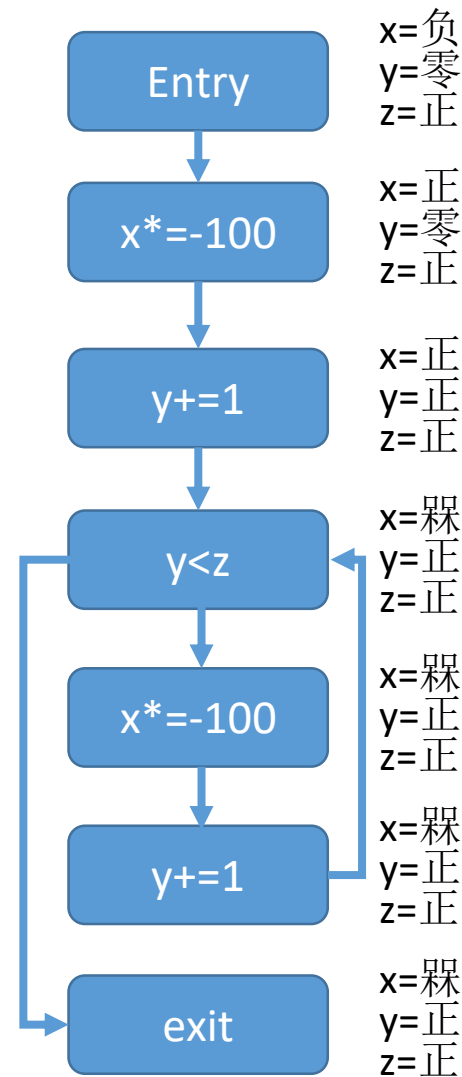 Entry
x=负
y=零
z=正
x*=-100
x=正
y=零
z=正
y+=1
x=正
y=正
z=正
y<z
x=槑
y=正
z=正
x*=-100
x=槑
y=正
z=正
y+=1
x=槑
y=正
z=正
exit
x=槑
y=正
z=正